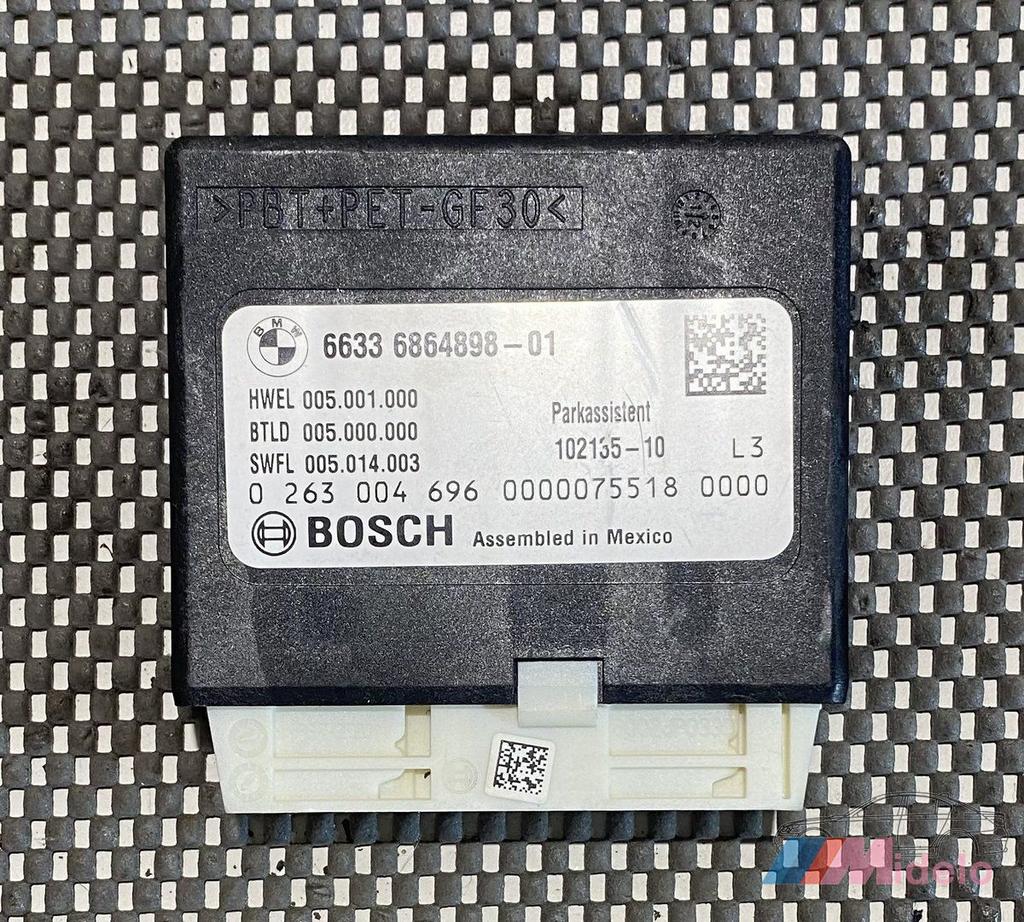 >PBT+PET-GF30<
BMW
6633 6864898-01
HWEL 005.001.000
BTLD 005.000.000
SWFL 005.014.003
Parkassistent
102135-10 L3
0 263 004 696 0000075518 0000
BOSCH Assembled in Mexico
Midelo